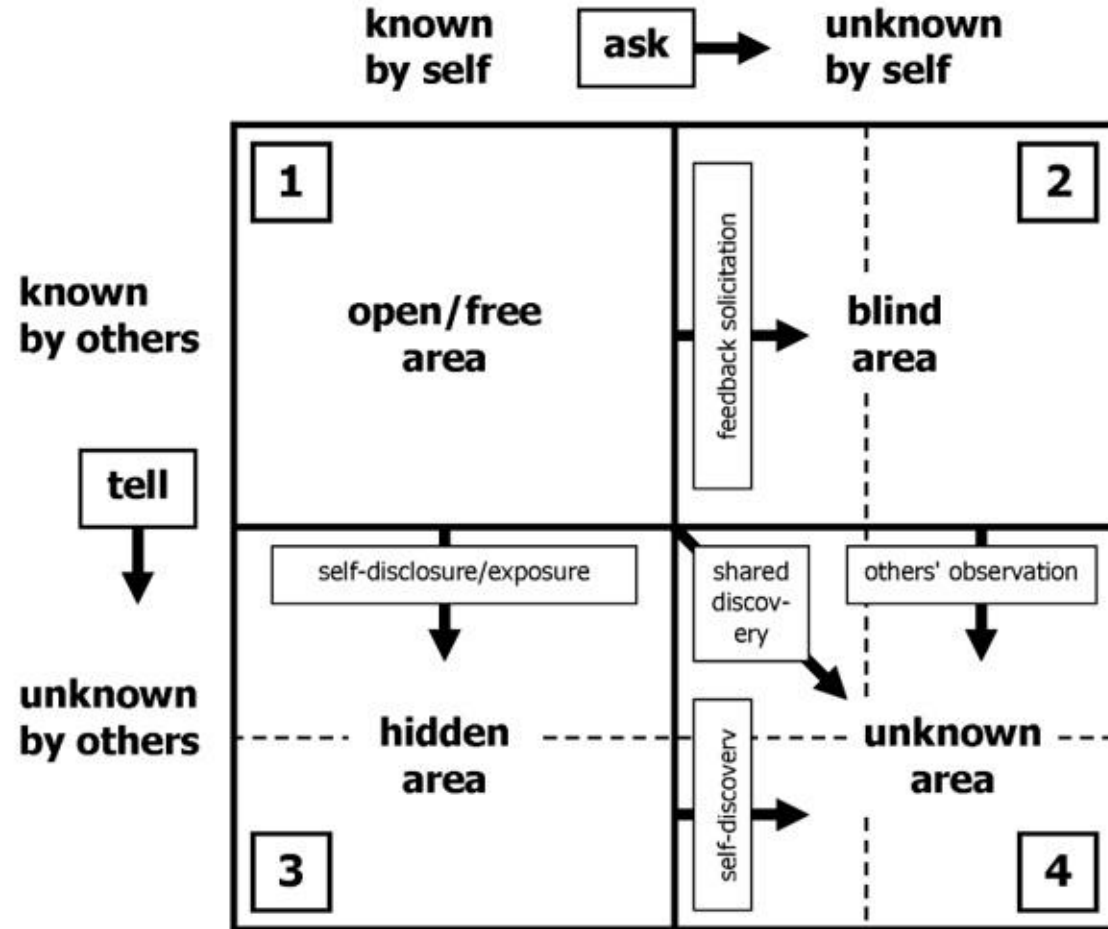 known
by self
ask
unknown
by self
1
2
known
by others
open/free
area
feedback solicitation
blind
area
tell
self-disclosure/exposure
shared
discov-
ery
others' observation
unknown
by others
hidden
area
self-discovery
unknown
area
3
4